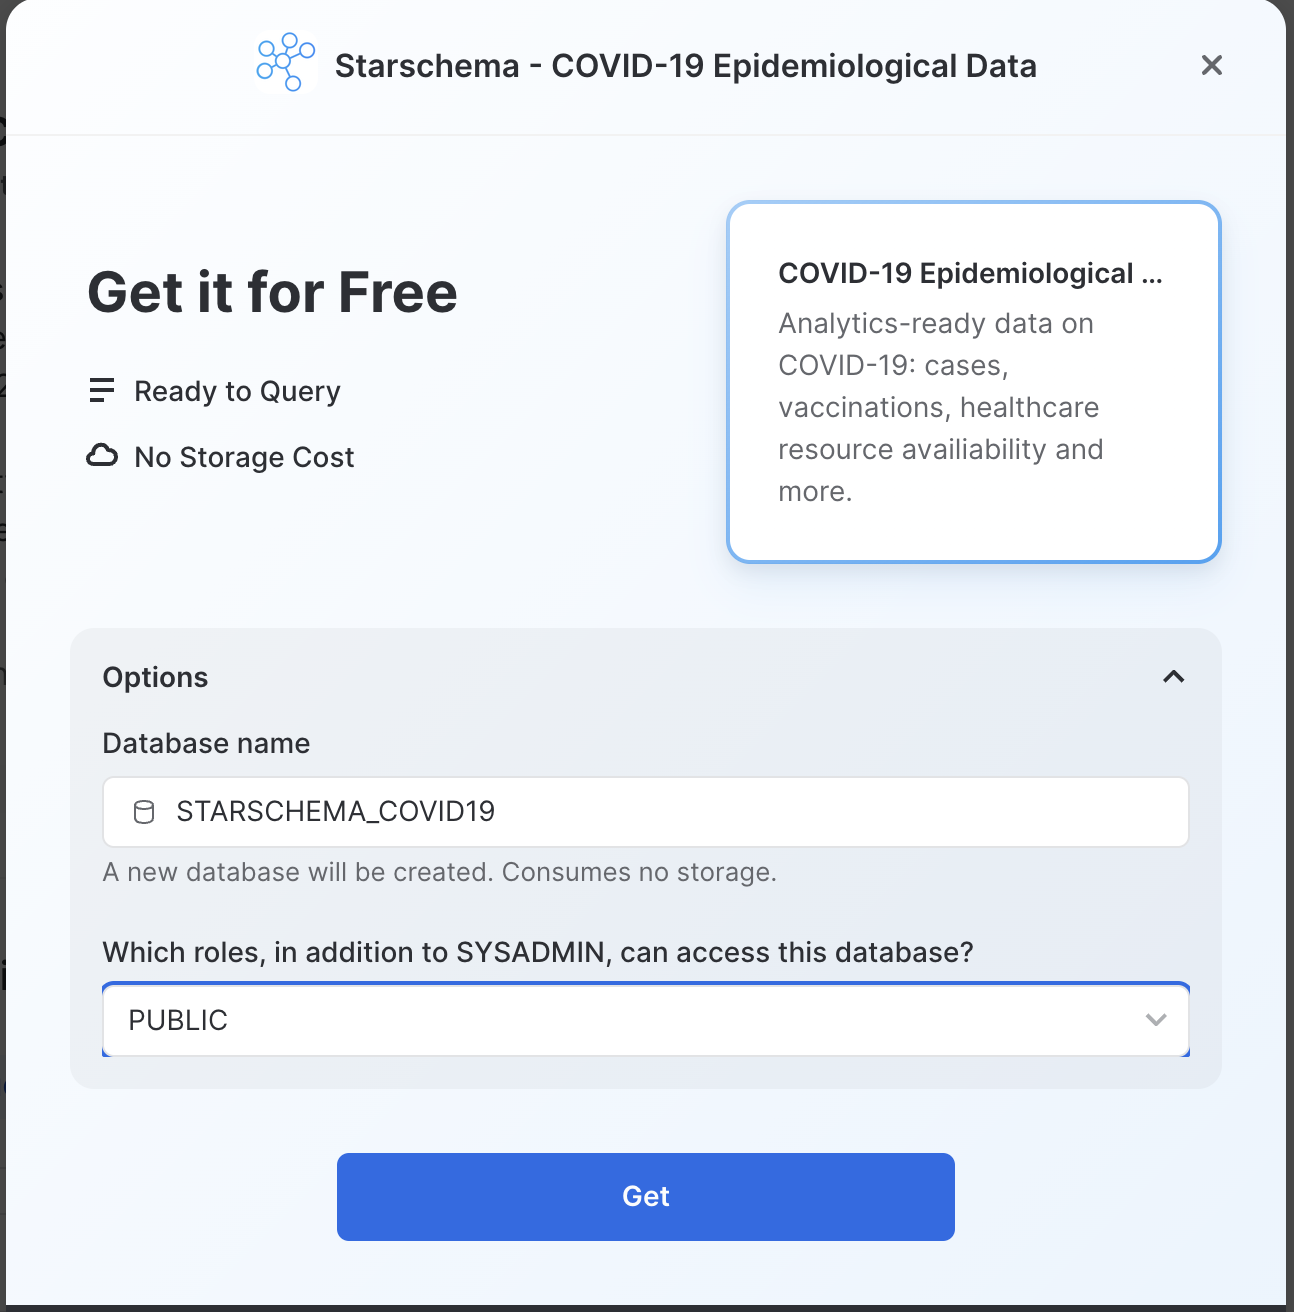 Starschema - COVID-19 Epidemiological Data
Get it for Free
Ready to Query
No Storage Cost
COVID-19 Epidemiological ...
Analytics-ready data on
COVID-19: cases,
vaccinations, healthcare
resource availiability and
more.
Options
Database name
STARSCHEMA_COVID19
A new database will be created. Consumes no storage.
Which roles, in addition to SYSADMIN, can access this database?
PUBLIC
Get